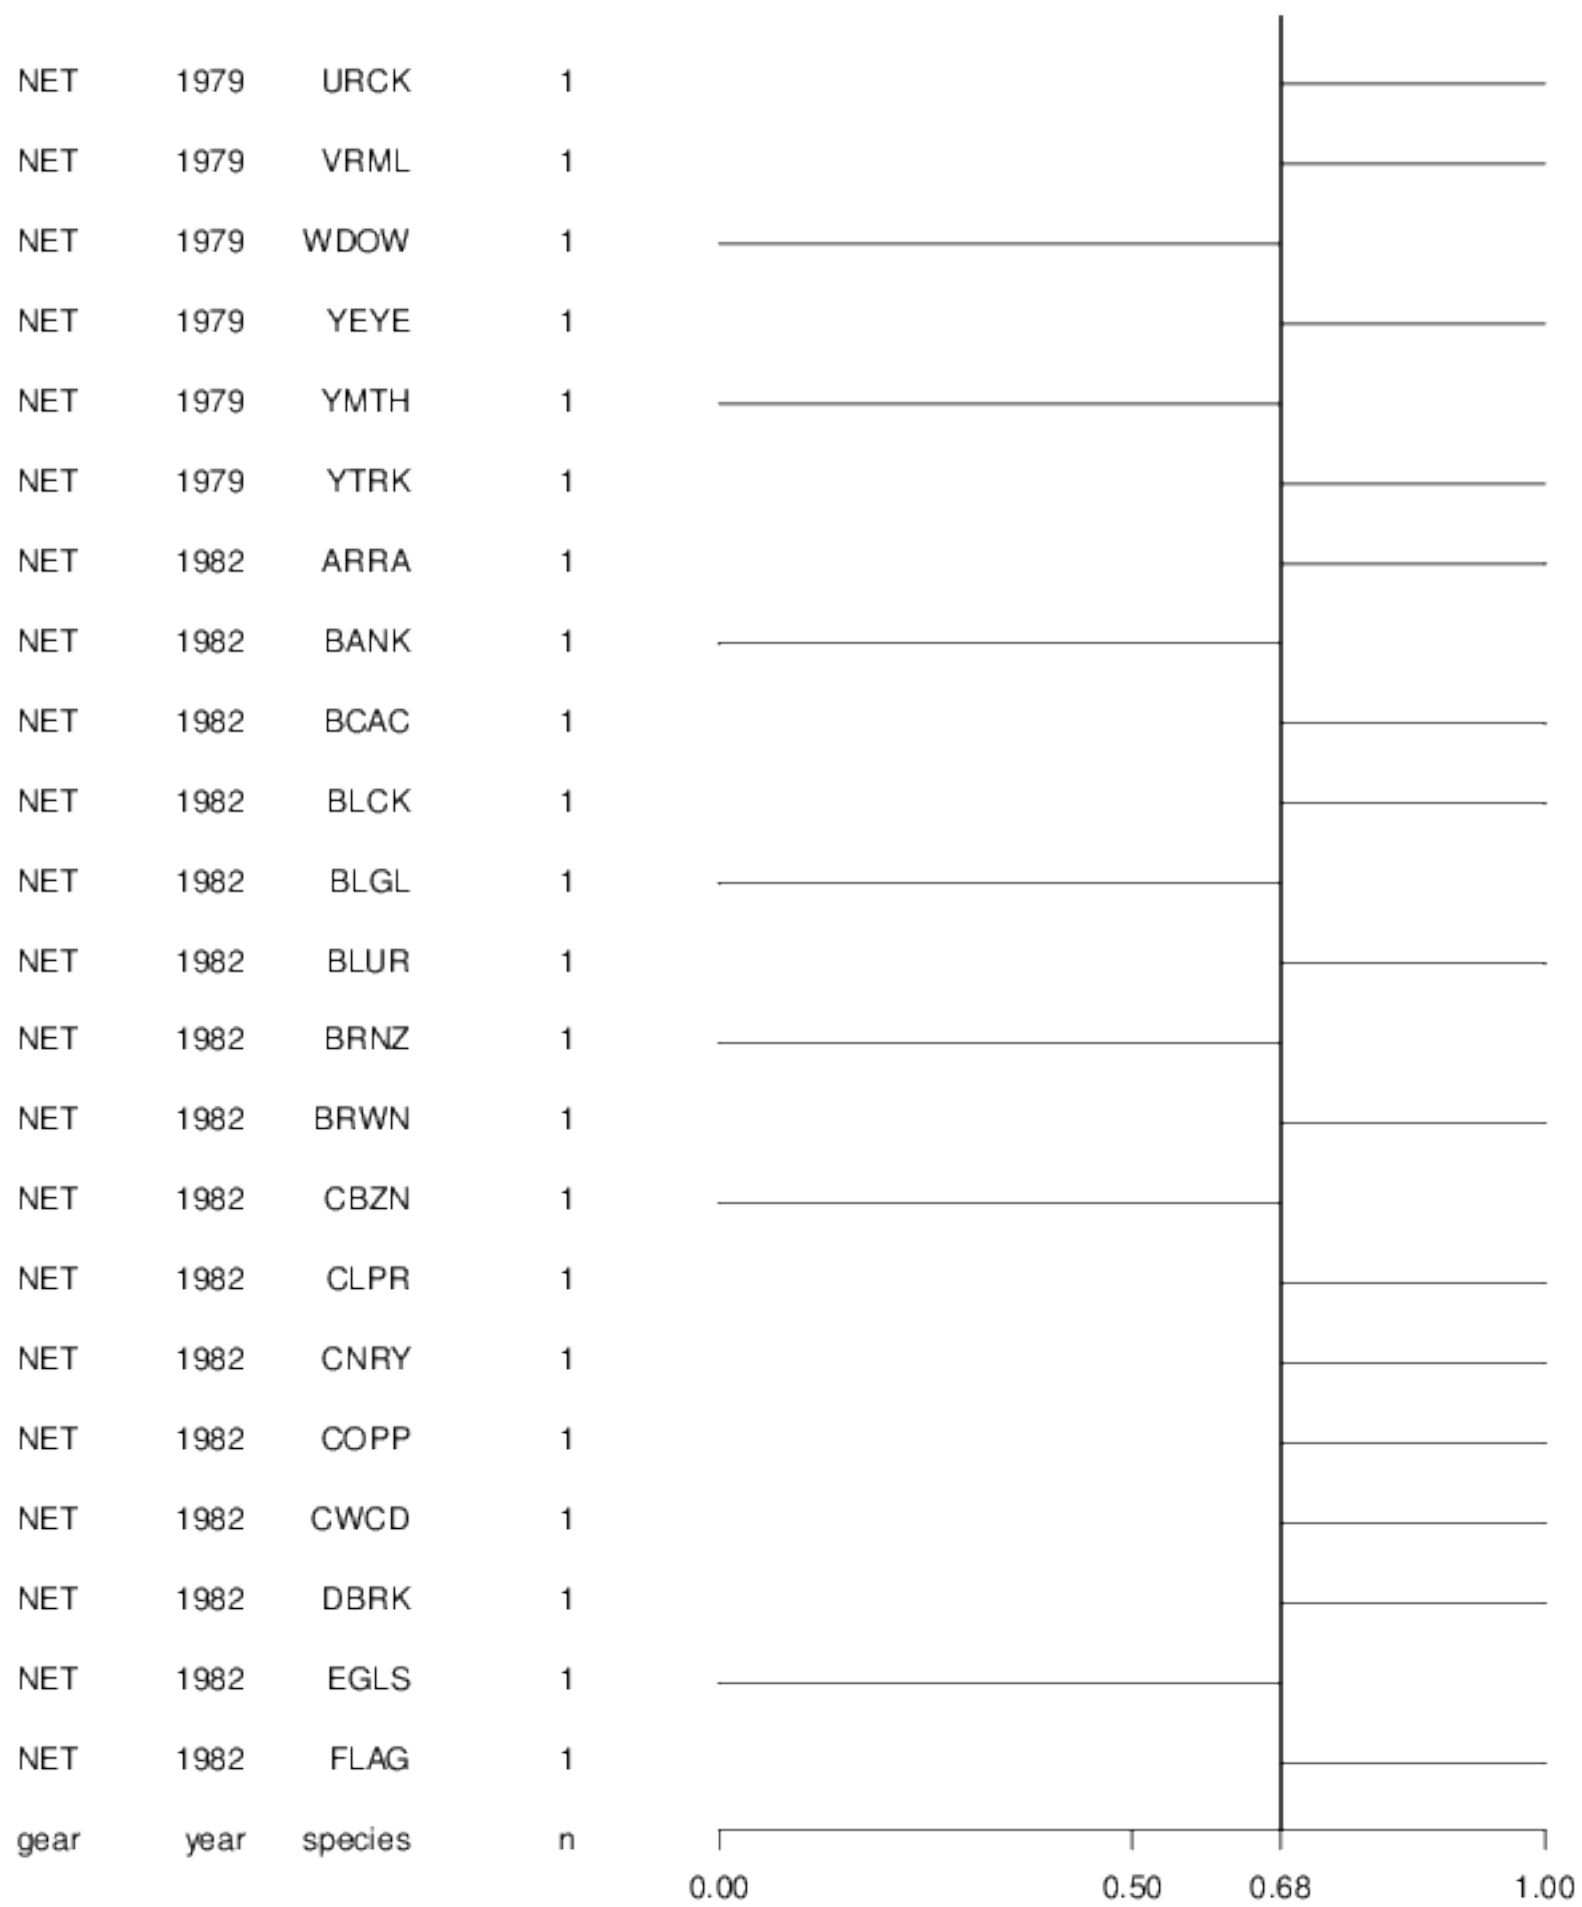 NET 1979 URCK 1
NET 1979 VRML 1
NET 1979 WDOW 1
NET 1979 YEYE 1
NET 1979 YMTH 1
NET 1979 YTRK 1
NET 1982 ARRA 1
NET 1982 BANK 1
NET 1982 BCAC 1
NET 1982 BLCK 1
NET 1982 BLGL 1
NET 1982 BLUR 1
NET 1982 BRNZ 1
NET 1982 BRWN 1
NET 1982 CBZN 1
NET 1982 CLPR 1
NET 1982 CNRY 1
NET 1982 COPP 1
NET 1982 CWCD 1
NET 1982 DBRK 1
NET 1982 EGLS 1
NET 1982 FLAG 1
gear year species n
0.00 0.50 0.68 1.00